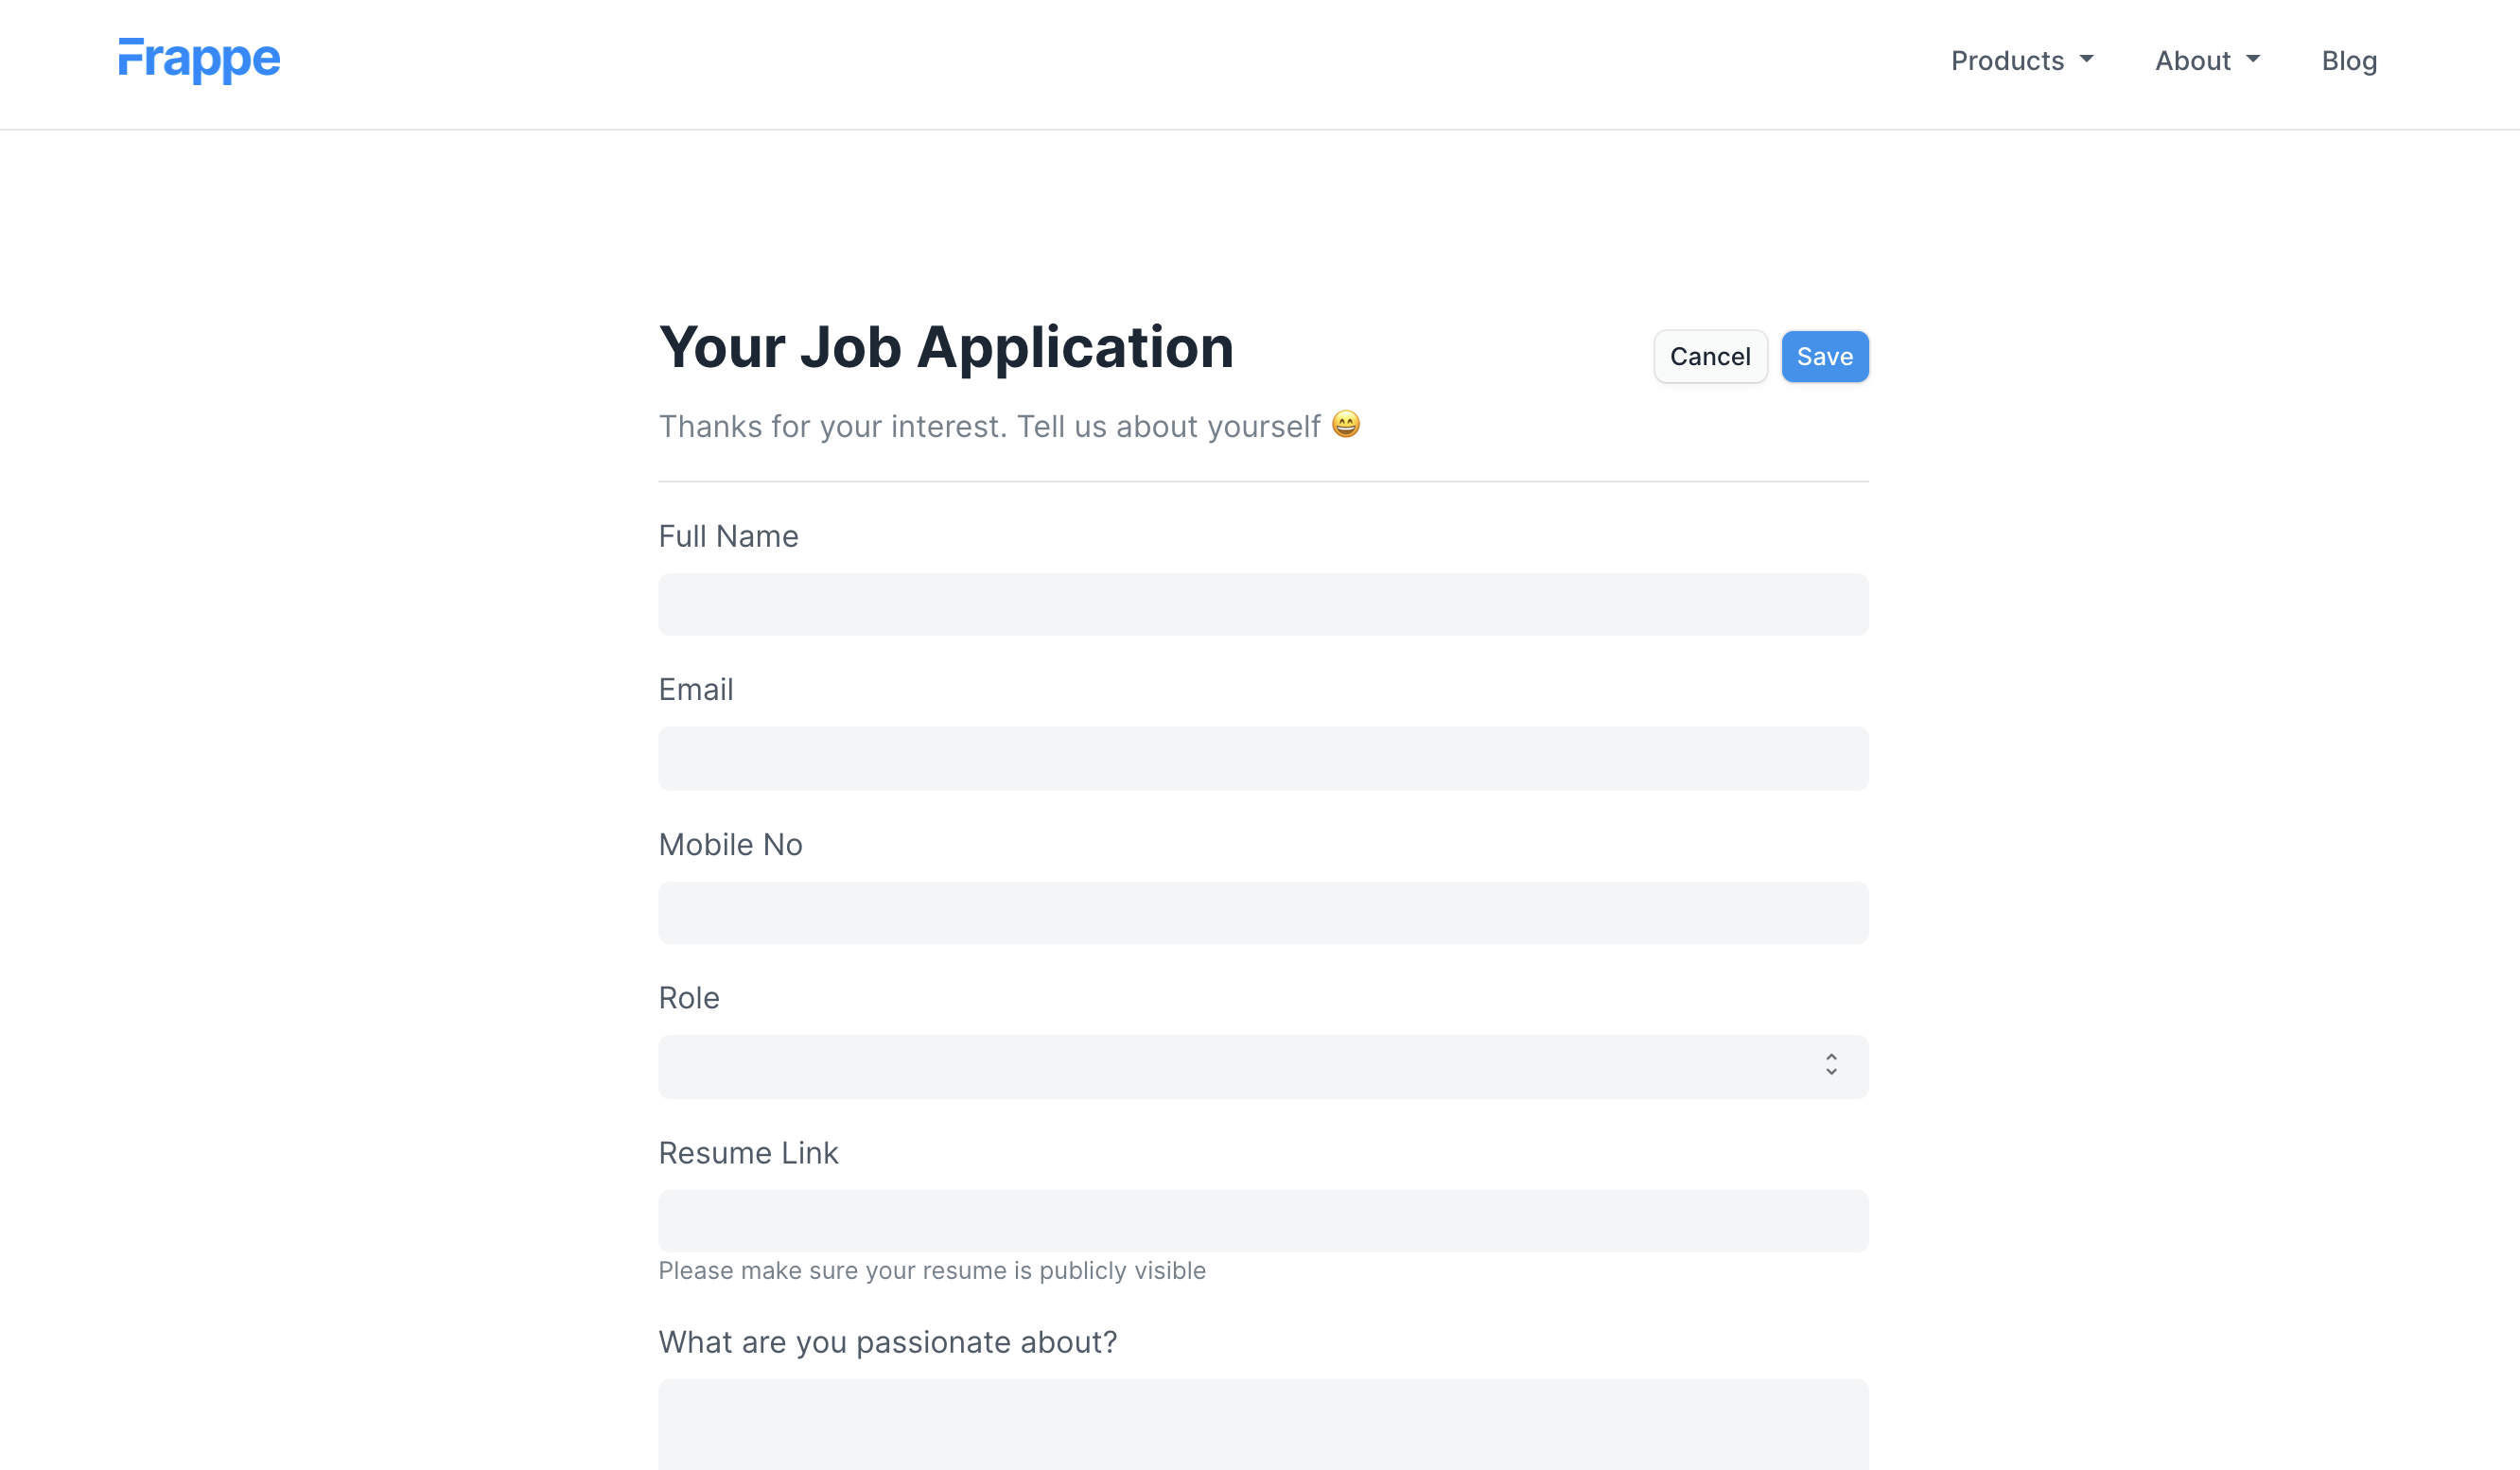 Frappe
Products
About
Blog
Your Job Application
Cancel
Save
Thanks for your interest. Tell us about yourself 😄
Full Name
Email
Mobile No
Role
Resume Link
Please make sure your resume is publicly visible
What are you passionate about?